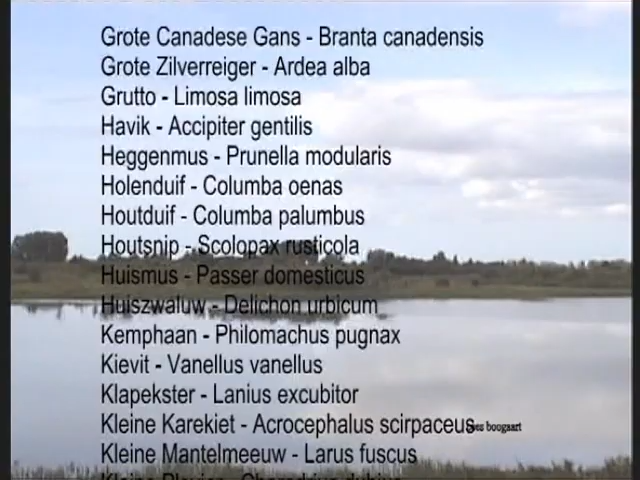 Grote Canadese Gans - Branta canadensis
Grote Zilverreiger - Ardea alba
Grutto - Limosa limosa
Havik - Accipiter gentilis
Heggenmus - Prunella modularis
Holenduif - Columba oenas
Houtduif - Columba palumbus
Houtsnip - Scolopax rusticola
Huismus - Passer domesticus
Huiszwaluw - Delichon urbicum
Kemphaan - Philomachus pugnax
Kievit - Vanellus vanellus
Klapekster - Lanius excubitor
Kleine Karekiet - Acrocephalus scirpaceus
boogaart
Kleine Mantelmeeuw - Larus fuscus